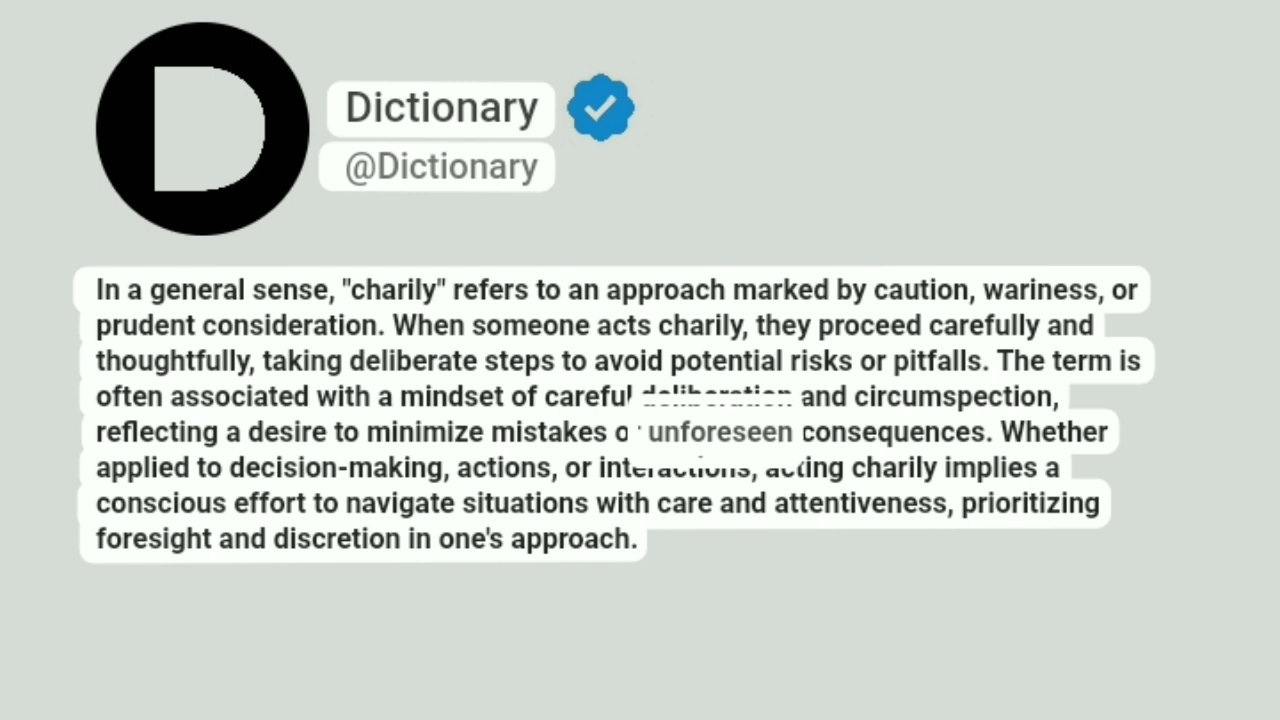 D
Dictionary
@Dictionary
In a general sense, "charily" refers to an approach marked by caution, wariness, or
prudent consideration. When someone acts charily, they proceed carefully and
thoughtfully, taking deliberate steps to avoid potential risks or pitfalls. The term is
often associated with a mindset of careful deliberation and circumspection,
reflecting a desire to minimize mistakes or unforeseen consequences. Whether
applied to decision-making, actions, or interactions, acting charily implies a
conscious effort to navigate situations with care and attentiveness, prioritizing
foresight and discretion in one's approach.